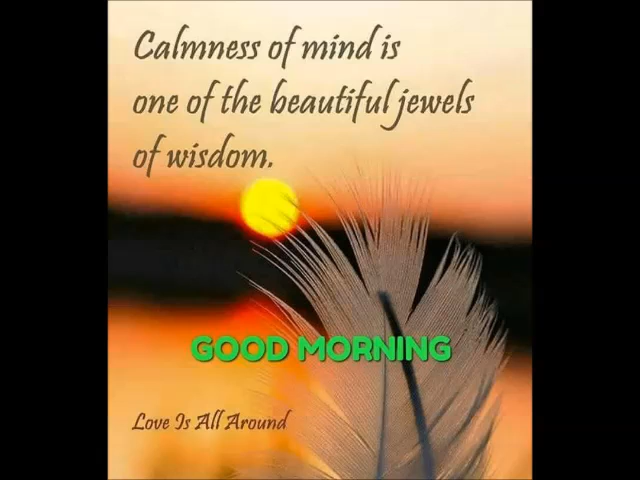 Calmness of mind is
one of the beautiful jewels
of wisdom.
GOOD MORNING
Love Is All Around